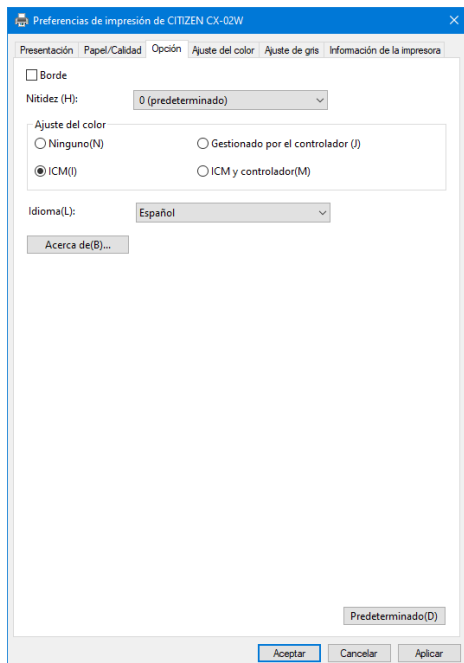 Preferencias de impresión de CITIZEN CX-02W
Presentación Papel/Calidad Opción Ajuste del color Ajuste de gris Información de la impresora
Borde
Nitidez (H): 0 (predeterminado)
Ajuste del color
Ninguno(N) Gestionado por el controlador (J)
ICM(I) ICM y controlador(M)
Idioma(L): Español
Acerca de(B)...
Predeterminado(D)
Aceptar Cancelar Aplicar